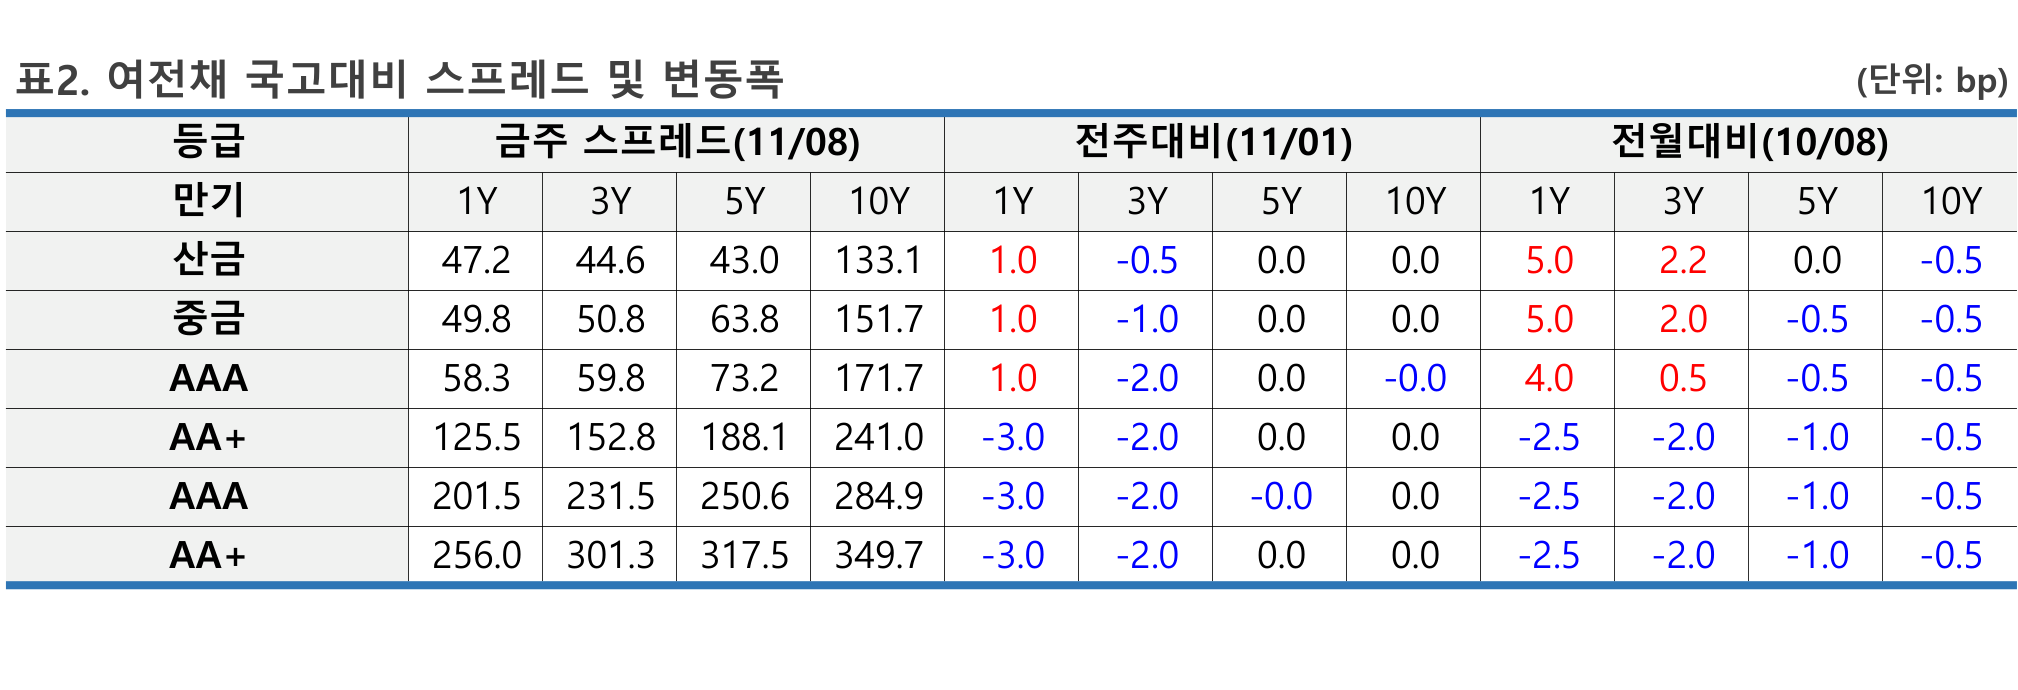 표2. 여전채 국고대비 스프레드 및 변동폭 (단위: bp)
등급 금주 스프레드(11/08) 전주대비(11/01) 전월대비(10/08)
만기 1Y 3Y 5Y 10Y 1Y 3Y 5Y 10Y 1Y 3Y 5Y 10Y
산금 47.2 44.6 43.0 133.1 1.0 -0.5 0.0 0.0 5.0 2.2 0.0 -0.5
중금 49.8 50.8 63.8 151.7 1.0 -1.0 0.0 0.0 5.0 2.0 -0.5 -0.5
AAA 58.3 59.8 73.2 171.7 1.0 -2.0 0.0 -0.0 4.0 0.5 -0.5 -0.5
AA+ 125.5 152.8 188.1 241.0 -3.0 -2.0 0.0 0.0 -2.5 -2.0 -1.0 -0.5
AAA 201.5 231.5 250.6 284.9 -3.0 -2.0 -0.0 0.0 -2.5 -2.0 -1.0 -0.5
AA+ 256.0 301.3 317.5 349.7 -3.0 -2.0 0.0 0.0 -2.5 -2.0 -1.0 -0.5